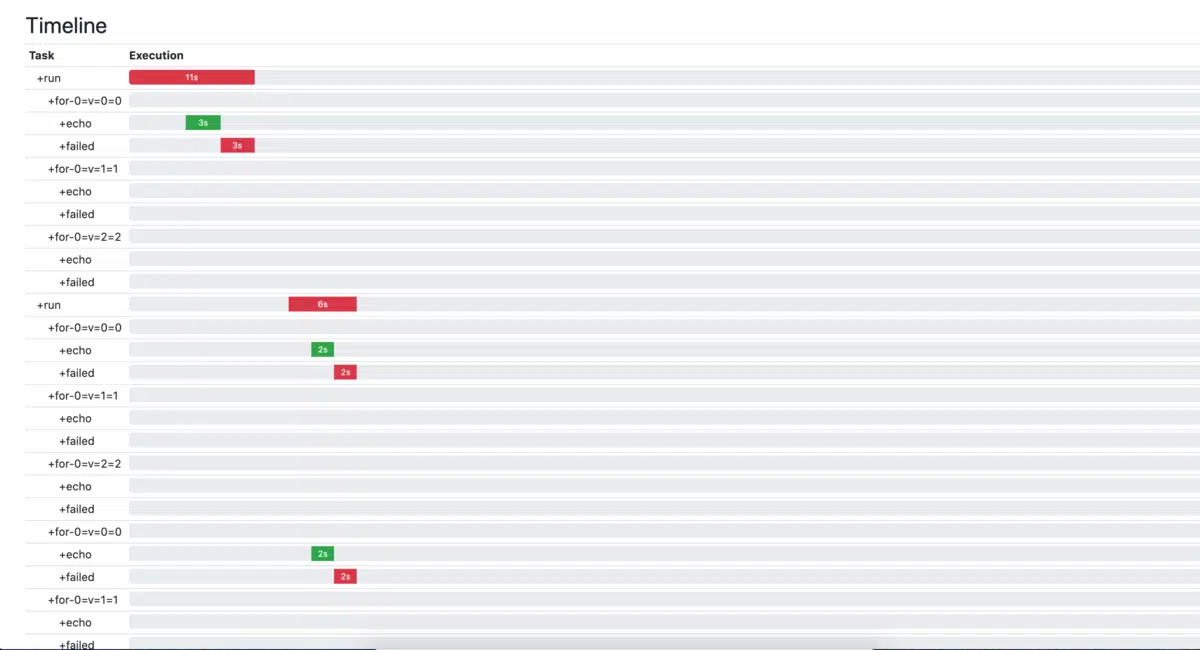 Timeline
Task Execution
+run 11s
+for-0=v=0=0
+echo 3s
+failed 3s
+for-0=v=1=1
+echo
+failed
+for-0=v=2=2
+echo
+failed
+run 6s
+for-0=v=0=0
+echo 2s
+failed 2s
+for-0=v=1=1
+echo
+failed
+for-0=v=2=2
+echo
+failed
+for-0=v=0=0
+echo 2s
+failed 2s
+for-0=v=1=1
+echo
+failed